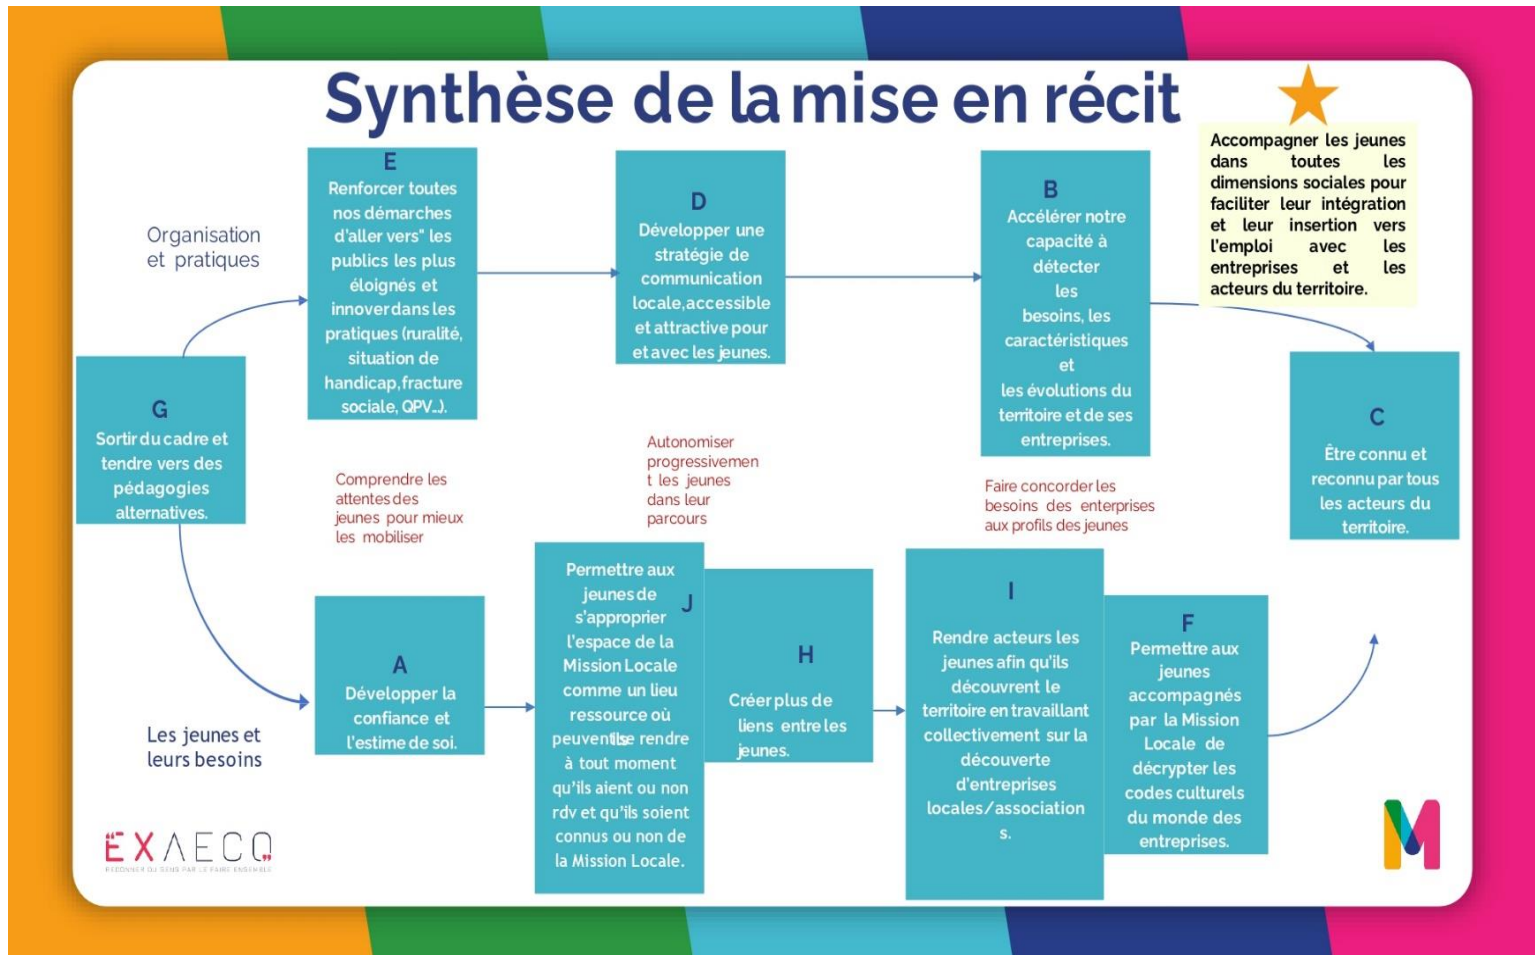 Synthèse de la mise en récit
Accompagner les jeunes
dans toutes les
dimensions sociales pour
faciliter leur intégration
et leur insertion vers
l'emploi avec les
entreprises et les
acteurs du territoire.
Organisation
et pratiques
E
Renforcer toutes
nos démarches
d'aller vers" les
publics les plus
éloignés et
innover dans les
pratiques (ruralité,
situation de
handicap, fracture
sociale, QPV...).
D
Développer une
stratégie de
communication
locale, accessible
et attractive pour
et avec les jeunes.
B
Accélérer notre
capacité à
détecter
les
besoins, les
caractéristiques
et
les évolutions du
territoire et de ses
entreprises.
G
Sortir du cadre et
tendre vers des
pédagogies
alternatives.
C
Être connu et
reconnu par tous
les acteurs du
territoire.
Comprendre les
attentes des
jeunes pour mieux
les mobiliser
Autonomiser
progressivemen
t les jeunes
dans leur
parcours
Faire concorder les
besoins des enterprises
aux profils des jeunes
Les jeunes et
leurs besoins
A
Développer la
confiance et
l'estime de soi.
J
Permettre aux
jeunes de
s'approprier
l'espace de la
Mission Locale
comme un lieu
ressource où
ils
peuvent se rendre
à tout moment
qu'ils aient ou non
rdv et qu'ils soient
connus ou non de
la Mission Locale.
H
Créer plus de
liens entre les
jeunes.
I
Rendre acteurs les
jeunes afin qu'ils
découvrent le
territoire en travaillant
collectivement sur la
découverte
d'entreprises
locales/association
s.
F
Permettre aux
jeunes
accompagnés
par la Mission
Locale de
décrypter les
codes culturels
du monde des
entreprises.
EXAECQ
REDONNER DU SENS PAR LE FAIRE ENSEMBLE
M